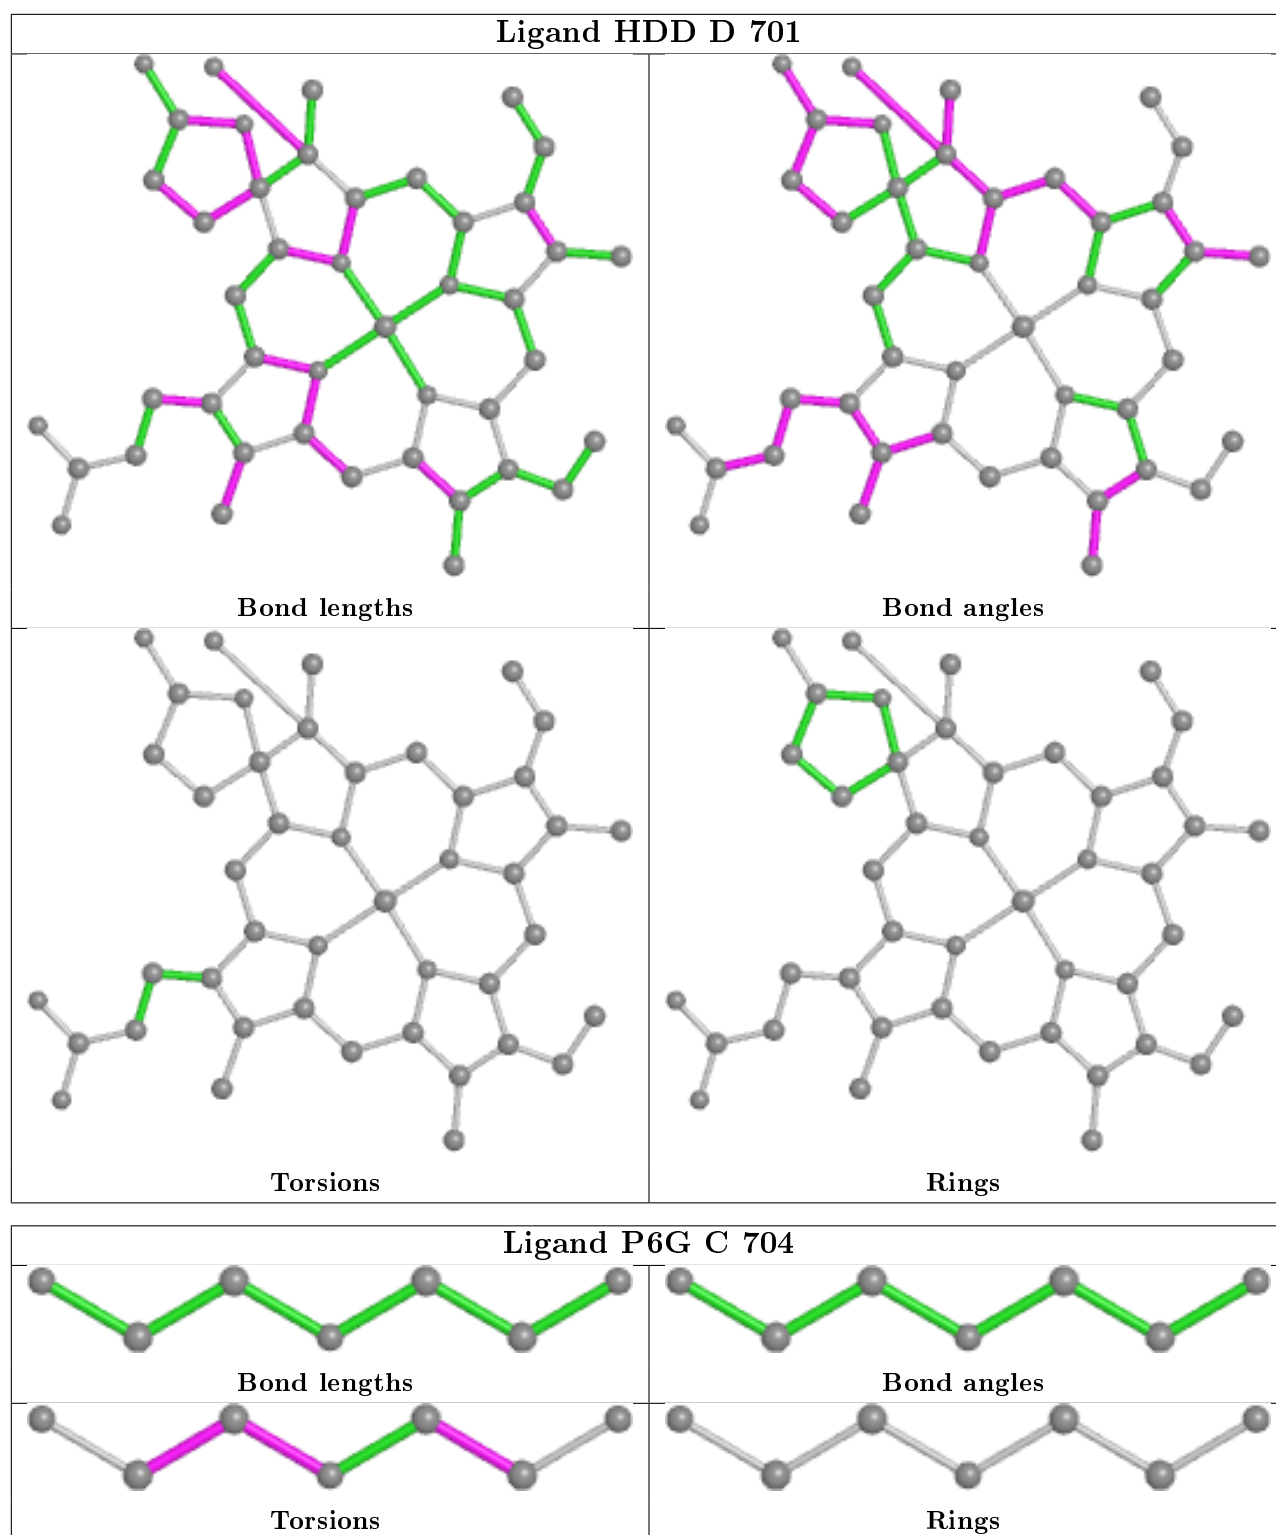 Ligand HDD D 701
Bond lengths
Bond angles
Torsions
Rings
Ligand P6G C 704
Bond lengths
Bond angles
Torsions
Rings